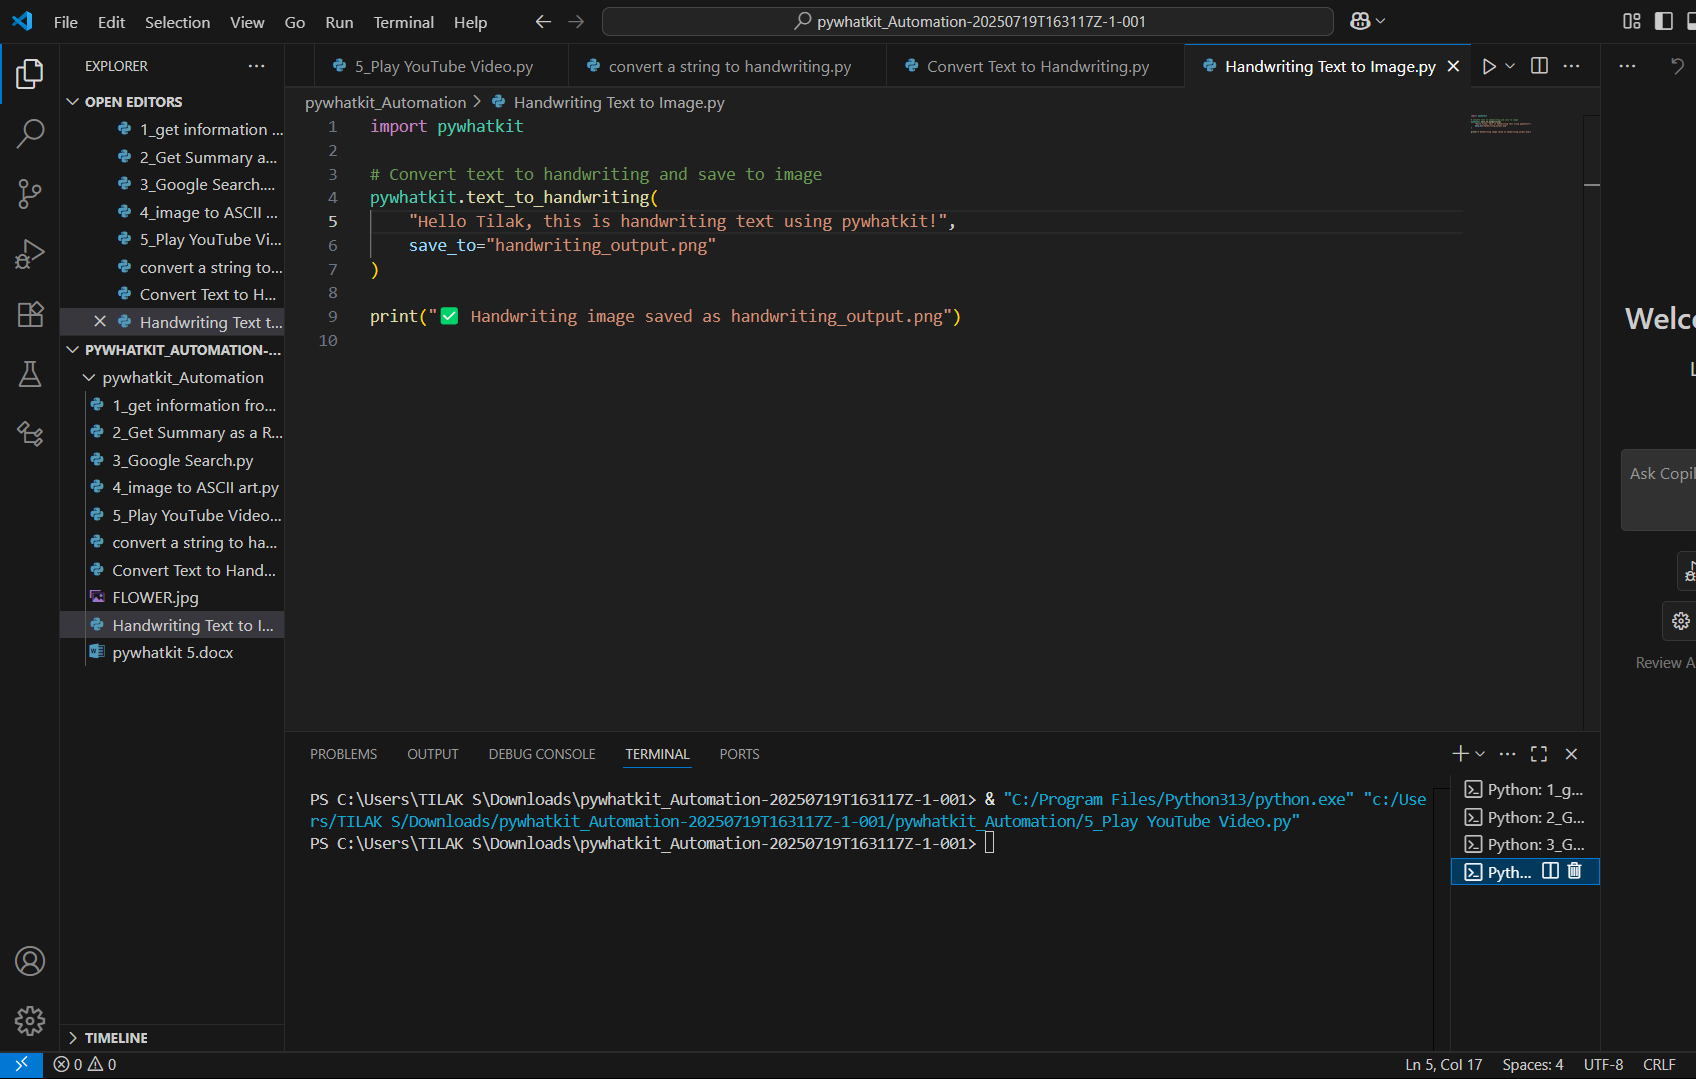 File Edit Selection View Go Run Terminal Help
pywhatkit_Automation-20250719T163117Z-1-001
EXPLORER
OPEN EDITORS
1_get information ...
2_Get Summary a...
3_Google Search....
4_image to ASCII ...
5_Play YouTube Vi...
convert a string to...
Convert Text to H...
Handwriting Text t...
PYWHATKIT_AUTOMATION-...
pywhatkit_Automation
1_get information fro...
2_Get Summary as a R...
3_Google Search.py
4_image to ASCII art.py
5_Play YouTube Video...
convert a string to ha...
Convert Text to Hand...
FLOWER.jpg
Handwriting Text to I...
pywhatkit 5.docx
TIMELINE
5_Play YouTube Video.py convert a string to handwriting.py Convert Text to Handwriting.py Handwriting Text to Image.py
pywhatkit_Automation > Handwriting Text to Image.py
1 import pywhatkit
2
3 # Convert text to handwriting and save to image
4 pywhatkit.text_to_handwriting(
5 "Hello Tilak, this is handwriting text using pywhatkit!",
6 save_to="handwriting_output.png"
7 )
8
9 print("✅ Handwriting image saved as handwriting_output.png")
10
PROBLEMS OUTPUT DEBUG CONSOLE TERMINAL PORTS
PS C:\Users\TILAK S\Downloads\pywhatkit_Automation-20250719T163117Z-1-001> & "C:/Program Files/Python313/python.exe" "c:/Use
rs/TILAK S/Downloads/pywhatkit_Automation-20250719T163117Z-1-001/pywhatkit_Automation/5_Play YouTube Video.py"
PS C:\Users\TILAK S\Downloads\pywhatkit_Automation-20250719T163117Z-1-001>
Python: 1_g...
Python: 2_G...
Python: 3_G...
Pyth...
Welc
Ask Copil
Review A
0 0
Ln 5, Col 17 Spaces: 4 UTF-8 CRLF